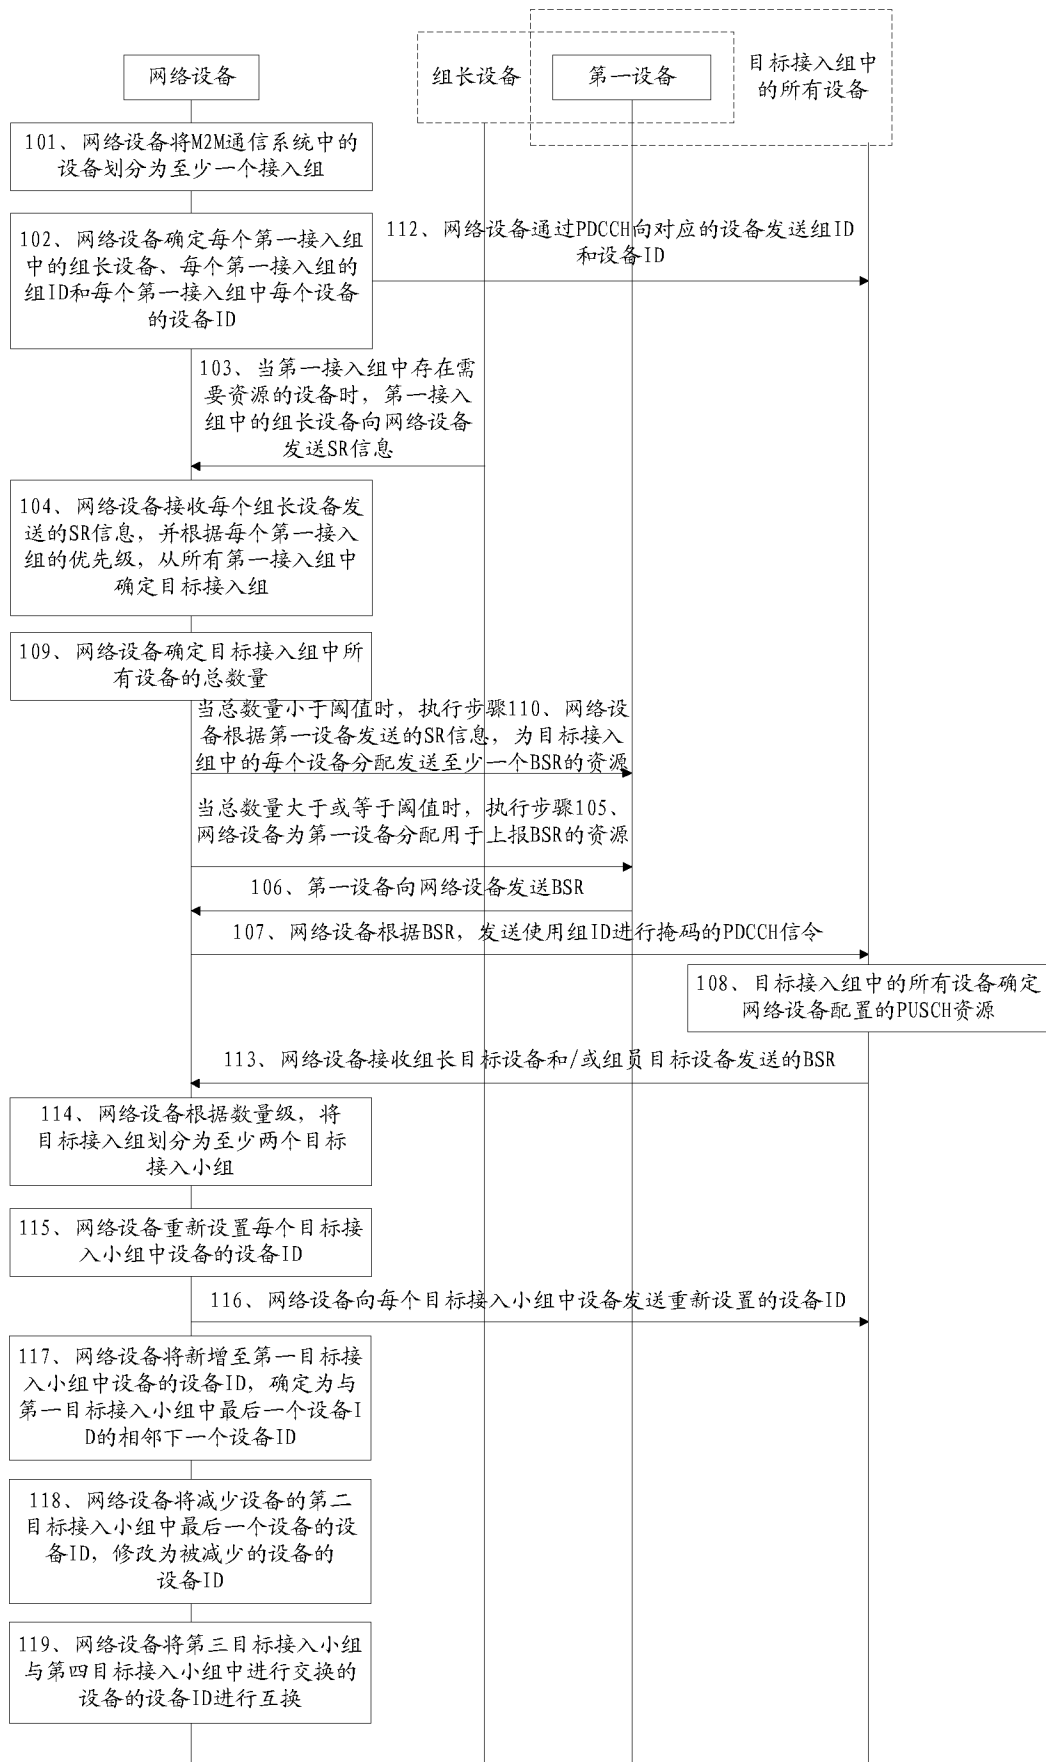 网络设备
组长设备
第一设备
目标接入组中
的所有设备
101、网络设备将M2M通信系统中的
设备划分为至少一个接入组
102、网络设备确定每个第一接入组
中的组长设备、每个第一接入组的
组ID和每个第一接入组中每个设备
的设备ID
112、网络设备通过PDCCH向对应的设备发送组ID
和设备ID
103、当第一接入组中存在需
要资源的设备时，第一接入
组中的组长设备向网络设备
发送SR信息
104、网络设备接收每个组长设备发
送的SR信息，并根据每个第一接入
组的优先级，从所有第一接入组中
确定目标接入组
109、网络设备确定目标接入组中所
有设备的总数量
当总数量小于阈值时，执行步骤110、网络设
备根据第一设备发送的SR信息，为目标接入
组中的每个设备分配发送至少一个BSR的资源
当总数量大于或等于阈值时，执行步骤105、
网络设备为第一设备分配用于上报BSR的资源
106、第一设备向网络设备发送BSR
107、网络设备根据BSR，发送使用组ID进行掩码的PDCCH信令
108、目标接入组中的所有设备确定
网络设备配置的PUSCH资源
113、网络设备接收组长目标设备和/或组员目标设备发送的BSR
114、网络设备根据数量级，将
目标接入组划分为至少两个目标
接入小组
115、网络设备重新设置每个目标接
入小组中设备的设备ID
116、网络设备向每个目标接入小组中设备发送重新设置的设备ID
117、网络设备将新增至第一目标接
入小组中设备的设备ID，确定为与
第一目标接入小组中最后一个设备I
D的相邻下一个设备ID
118、网络设备将减少设备的第二
目标接入小组中最后一个设备的设
备ID，修改为被减少的设备的
设备ID
119、网络设备将第三目标接入小组
与第四目标接入小组中进行交换的
设备的设备ID进行互换